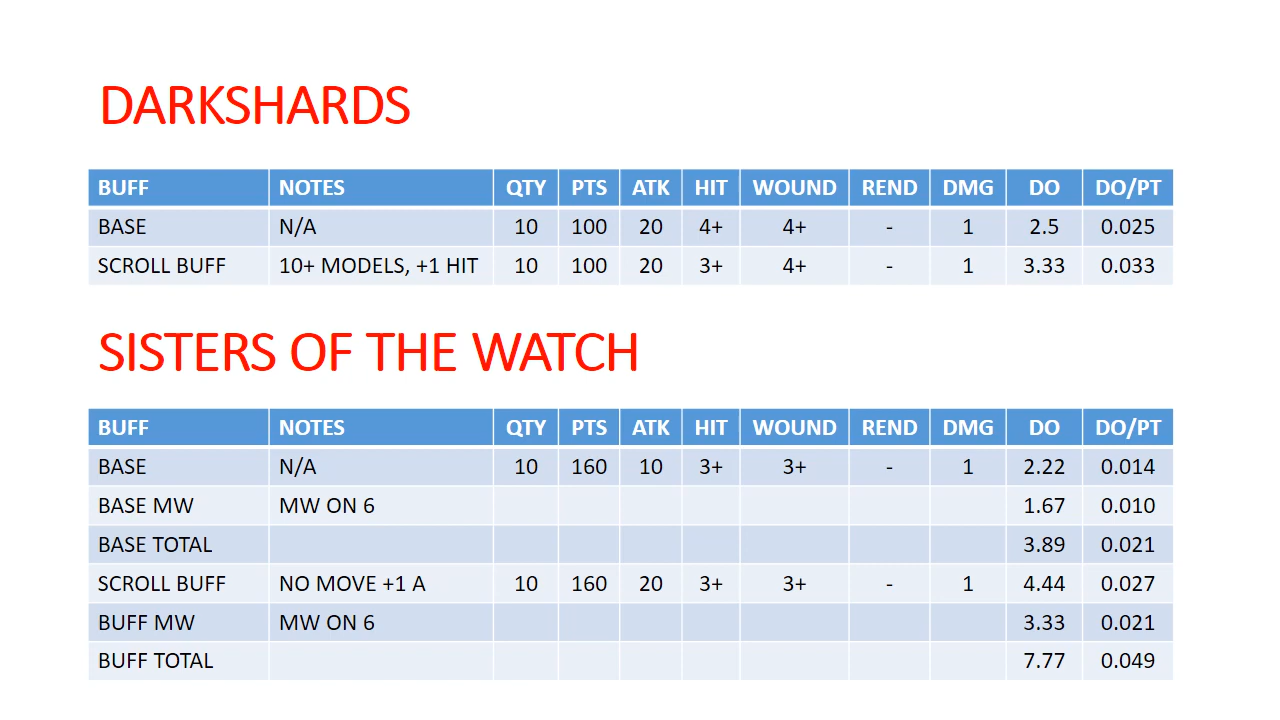 DARKSHARDS
BUFF NOTES QTY PTS ATK HIT WOUND REND DMG DO DO/PT
BASE N/A 10 100 20 4+ 4+ - 1 2.5 0.025
SCROLL BUFF 10+ MODELS, +1 HIT 10 100 20 3+ 4+ - 1 3.33 0.033
SISTERS OF THE WATCH
BUFF NOTES QTY PTS ATK HIT WOUND REND DMG DO DO/PT
BASE N/A 10 160 10 3+ 3+ - 1 2.22 0.014
BASE MW MW ON 6 1.67 0.010
BASE TOTAL 3.89 0.021
SCROLL BUFF NO MOVE +1 A 10 160 20 3+ 3+ - 1 4.44 0.027
BUFF MW MW ON 6 3.33 0.021
BUFF TOTAL 7.77 0.049